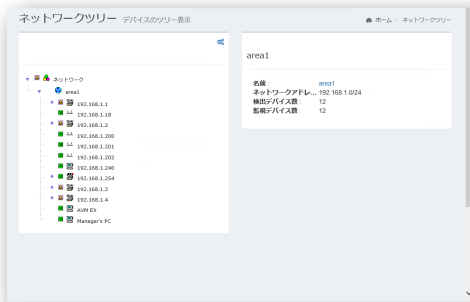 ネットワークツリー デバイスのツリー表示
ホーム - ネットワークツリー
ネットワーク
area1
192.168.1.1
192.168.1.18
192.168.1.2
192.168.1.200
192.168.1.201
192.168.1.202
192.168.1.240
192.168.1.254
192.168.1.3
192.168.1.4
AVM EX
Manager's PC
area1
名前 : area1
ネットワークアドレ... 192.168.1.0/24
検出デバイス数 : 12
監視デバイス数 : 12